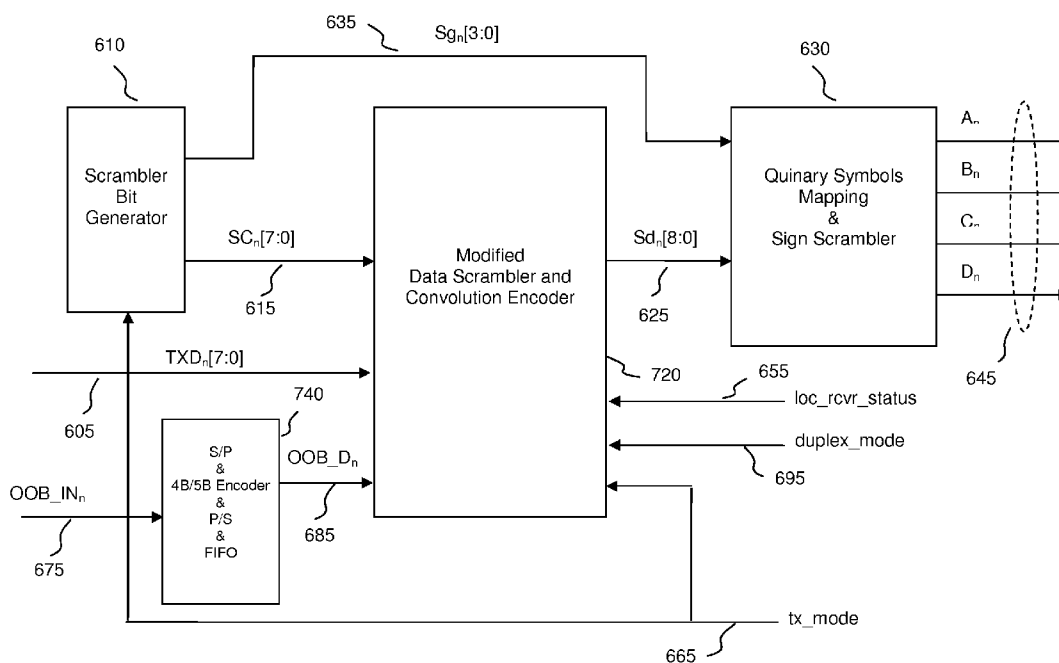 635
Sgₙ[3:0]
610
630
Scrambler
Bit
Generator
Quinary Symbols
Mapping
&
Sign Scrambler
Aₙ
Bₙ
Cₙ
Dₙ
SCₙ[7:0]
615
Modified
Data Scrambler and
Convolution Encoder
Sdₙ[8:0]
625
TXDₙ[7:0]
605
720
655
loc_rcvr_status
645
740
duplex_mode
695
S/P
&
4B/5B Encoder
&
P/S
&
FIFO
OOB_Dₙ
685
OOB_INₙ
675
tx_mode
665